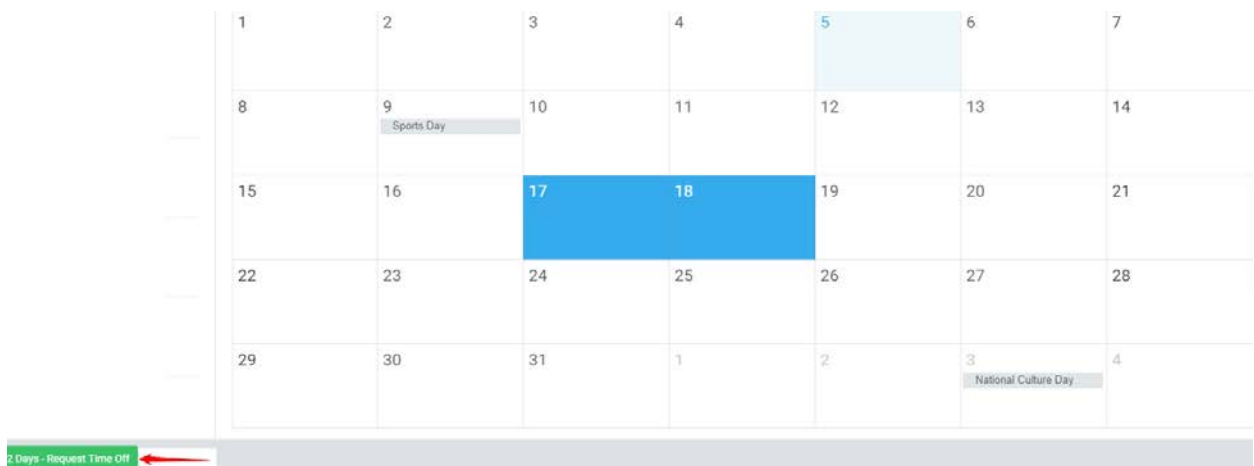 1 2 3 4 5 6 7
8 9 10 11 12 13 14
Sports Day
15 16 17 18 19 20 21
22 23 24 25 26 27 28
29 30 31 1 2 3 4
National Culture Day
2 Days - Request Time Off